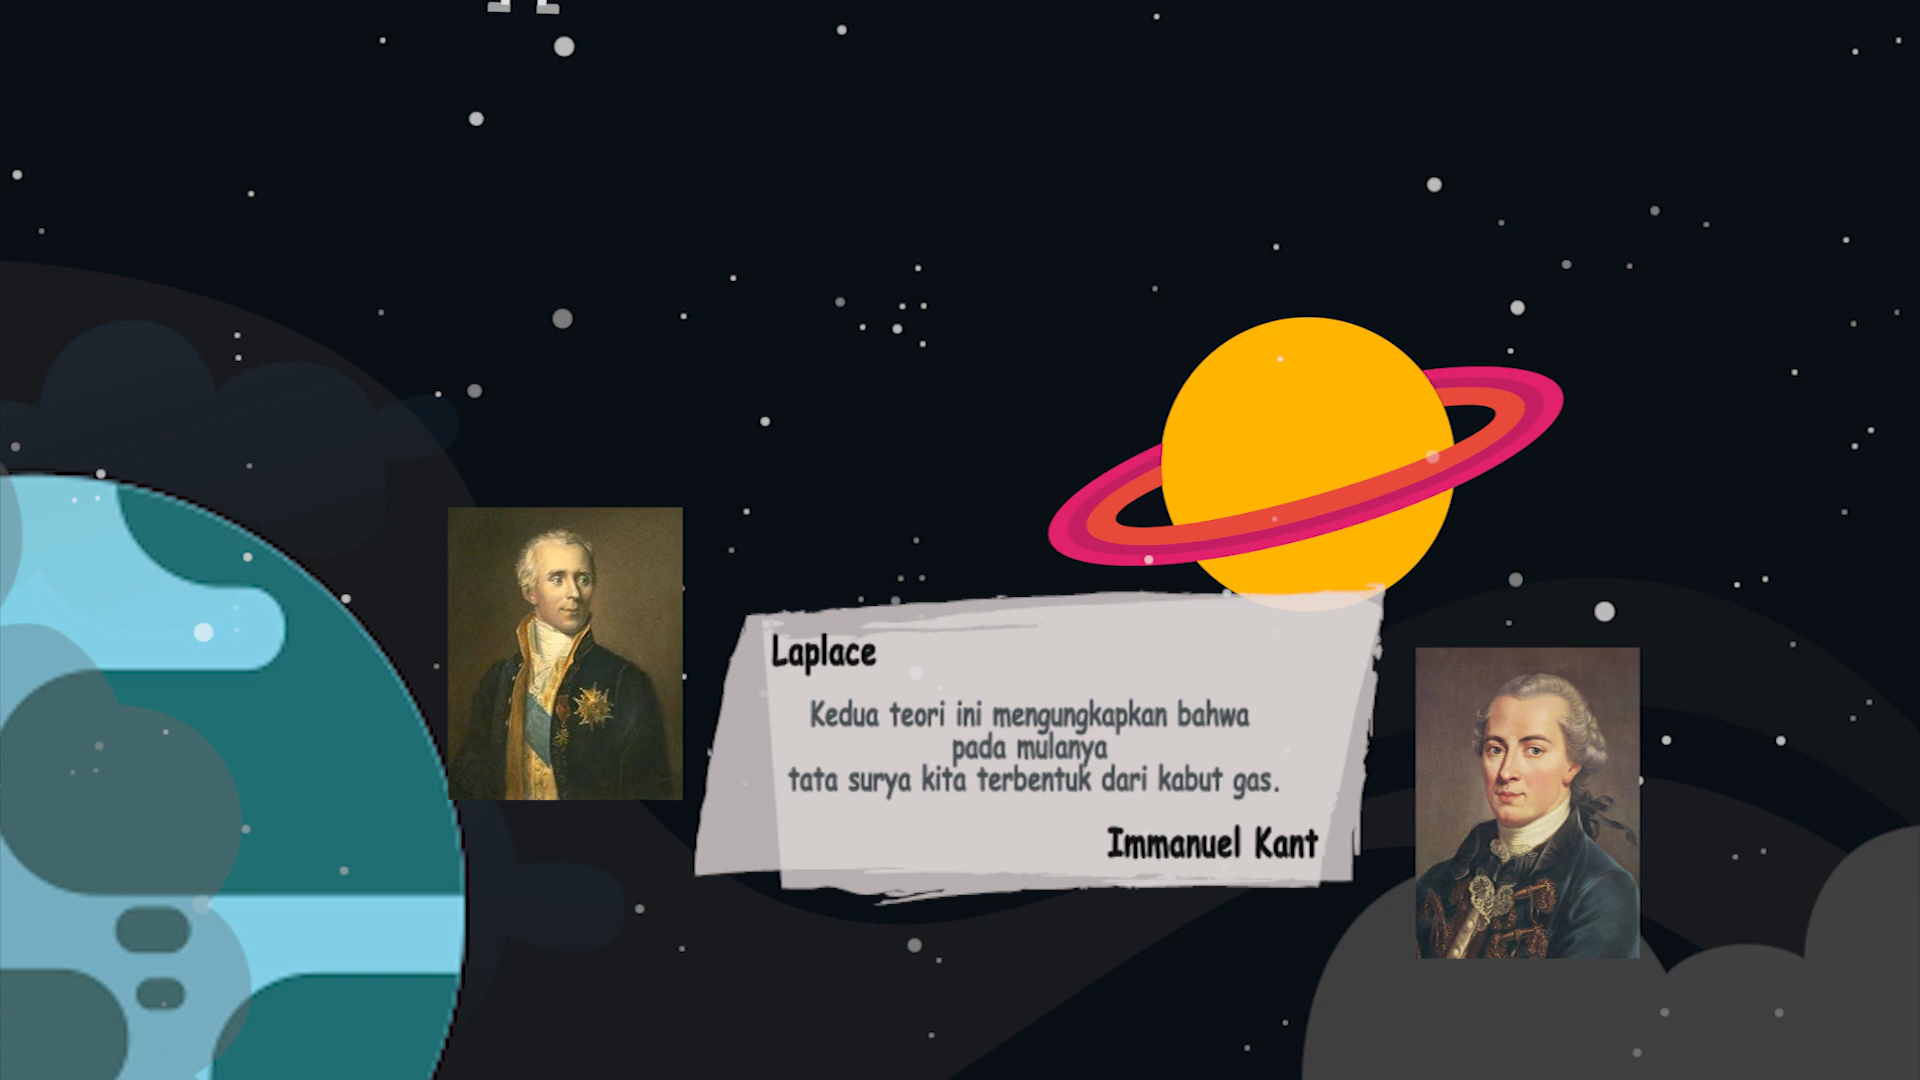 Laplace
Kedua teori ini mengungkapkan bahwa
pada mulanya
tata surya kita terbentuk dari kabut gas.
Immanuel Kant